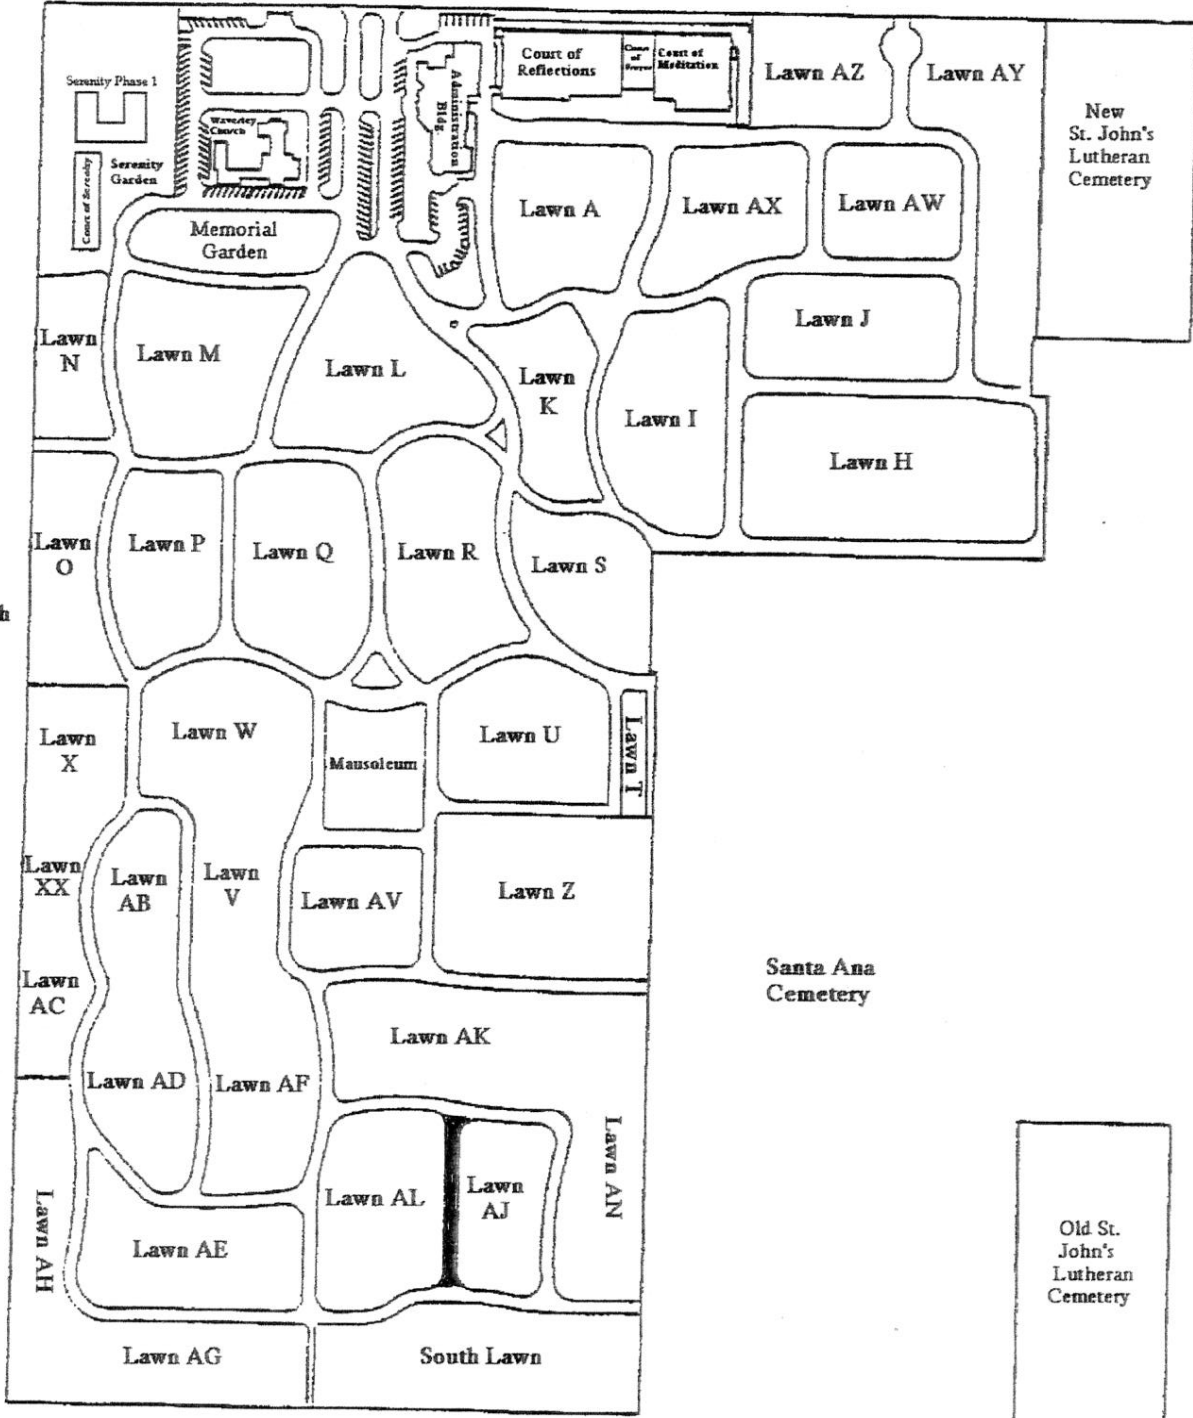 Serenity Phase 1
Serenity
Garden
Court of Serenity
Waverley
Church
Administration
Bldg.
Court of
Reflections
Court
of
Prayer
Court of
Meditation
Lawn AZ
Lawn AY
New
St. John's
Lutheran
Cemetery
Memorial
Garden
Lawn A
Lawn AX
Lawn AW
Lawn
N
Lawn M
Lawn L
Lawn
K
Lawn I
Lawn J
Lawn H
Lawn
O
Lawn P
Lawn Q
Lawn R
Lawn S
h
Lawn
X
Lawn W
Mausoleum
Lawn U
Lawn T
Lawn
XX
Lawn
AB
Lawn
V
Lawn AV
Lawn Z
Lawn
AC
Santa Ana
Cemetery
Lawn AK
Lawn AD
Lawn AF
Lawn AH
Lawn AE
Lawn AL
Lawn
AJ
Lawn AN
Old St.
John's
Lutheran
Cemetery
Lawn AG
South Lawn